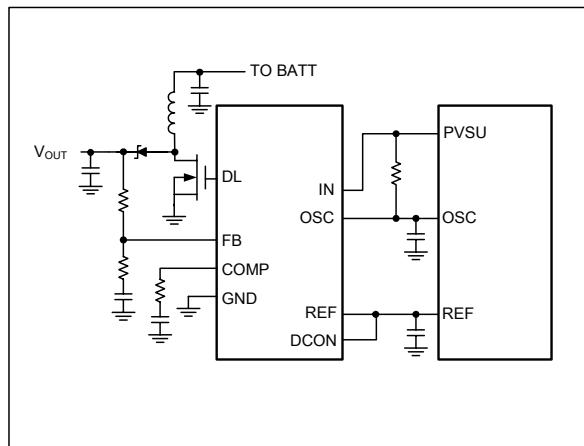 TO BATT
VOUT
DL
IN
PVSU
OSC
OSC
FB
COMP
GND
REF
DCON
REF